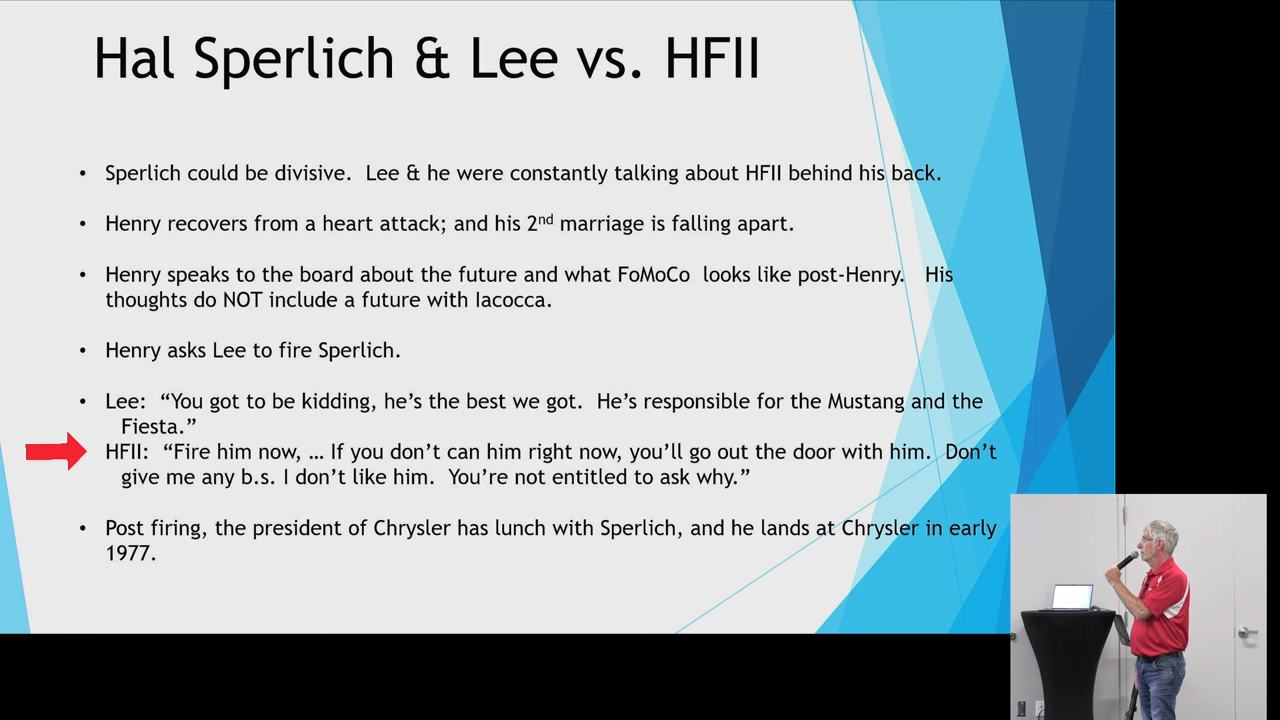 Hal Sperlich & Lee vs. HFII
• Sperlich could be divisive. Lee & he were constantly talking about HFII behind his back.
• Henry recovers from a heart attack; and his 2nd marriage is falling apart.
• Henry speaks to the board about the future and what FoMoCo looks like post-Henry. His
thoughts do NOT include a future with Iacocca.
• Henry asks Lee to fire Sperlich.
• Lee: “You got to be kidding, he’s the best we got. He’s responsible for the Mustang and the
Fiesta.”
HFII: “Fire him now, … If you don’t can him right now, you’ll go out the door with him. Don’t
give me any b.s. I don’t like him. You’re not entitled to ask why.”
• Post firing, the president of Chrysler has lunch with Sperlich, and he lands at Chrysler in early
1977.